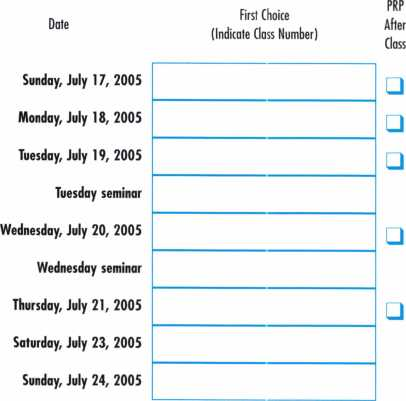 Date
First Choice
(Indicate Class Number)
PRP
After
Class
Sunday, July 17, 2005
Monday, July 18, 2005
Tuesday, July 19, 2005
Tuesday seminar
Wednesday, July 20, 2005
Wednesday seminar
Thursday, July 21, 2005
Saturday, July 23, 2005
Sunday, July 24, 2005